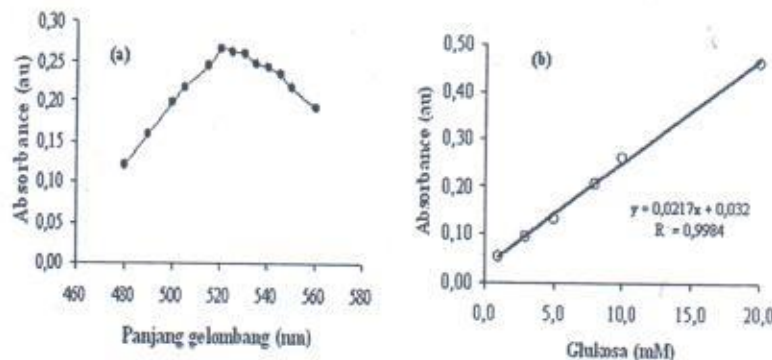 (a)
Absorbance (au)
0,30
0,25
0,20
0,15
0,10
0,05
0,00
460 480 500 520 540 560 580
Panjang gelombang (nm)
(b)
Absorbance (au)
0,50
0,40
0,30
0,20
0,10
0,00
y = 0,0217x + 0,032
R = 0,9984
0,0 5,0 10,0 15,0 20,0
Glukosa (mM)